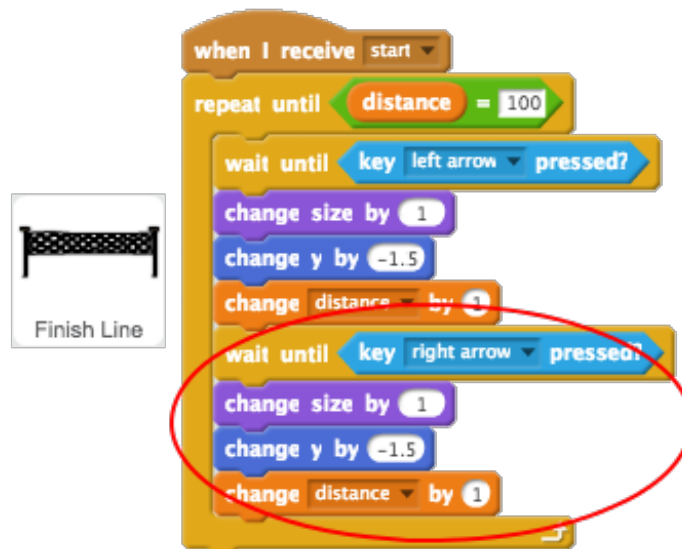 when I receive start
repeat until distance = 100
wait until key left arrow pressed?
change size by 1
change y by -1.5
change distance by 1
Finish Line
wait until key right arrow pressed?
change size by 1
change y by -1.5
change distance by 1